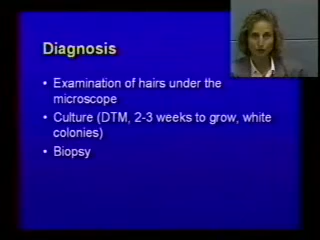 Diagnosis
• Examination of hairs under the
microscope
• Culture (DTM, 2-3 weeks to grow, white
colonies)
• Biopsy